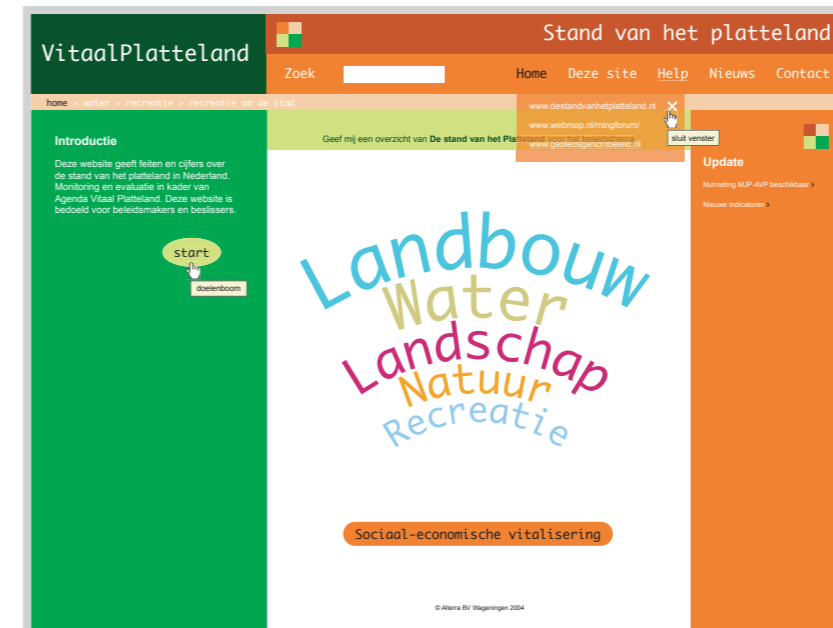 VitaalPlatteland
Stand van het platteland
Zoek
Home Deze site Help Nieuws Contact
home > water > recreatie > recreatie om de stad
www.destandvanhetplatteland.nl
www.webmap.nl/mingforum/
www.gebiedsgerichtbeleid.nl
sluit venster
Geef mij een overzicht van De stand van het Platteland voor het beleidsthema
Introductie
Deze website geeft feiten en cijfers over
de stand van het platteland in Nederland.
Monitoring en evaluatie in kader van
Agenda Vitaal Platteland. Deze website is
bedoeld voor beleidsmakers en beslissers.
start
doelenboom
Landbouw
Water
Landschap
Natuur
Recreatie
Sociaal-economische vitalisering
© Alterra BV Wageningen 2004
Update
Nulmeting MJP-AVP beschikbaar >
Nieuwe indicatoren >